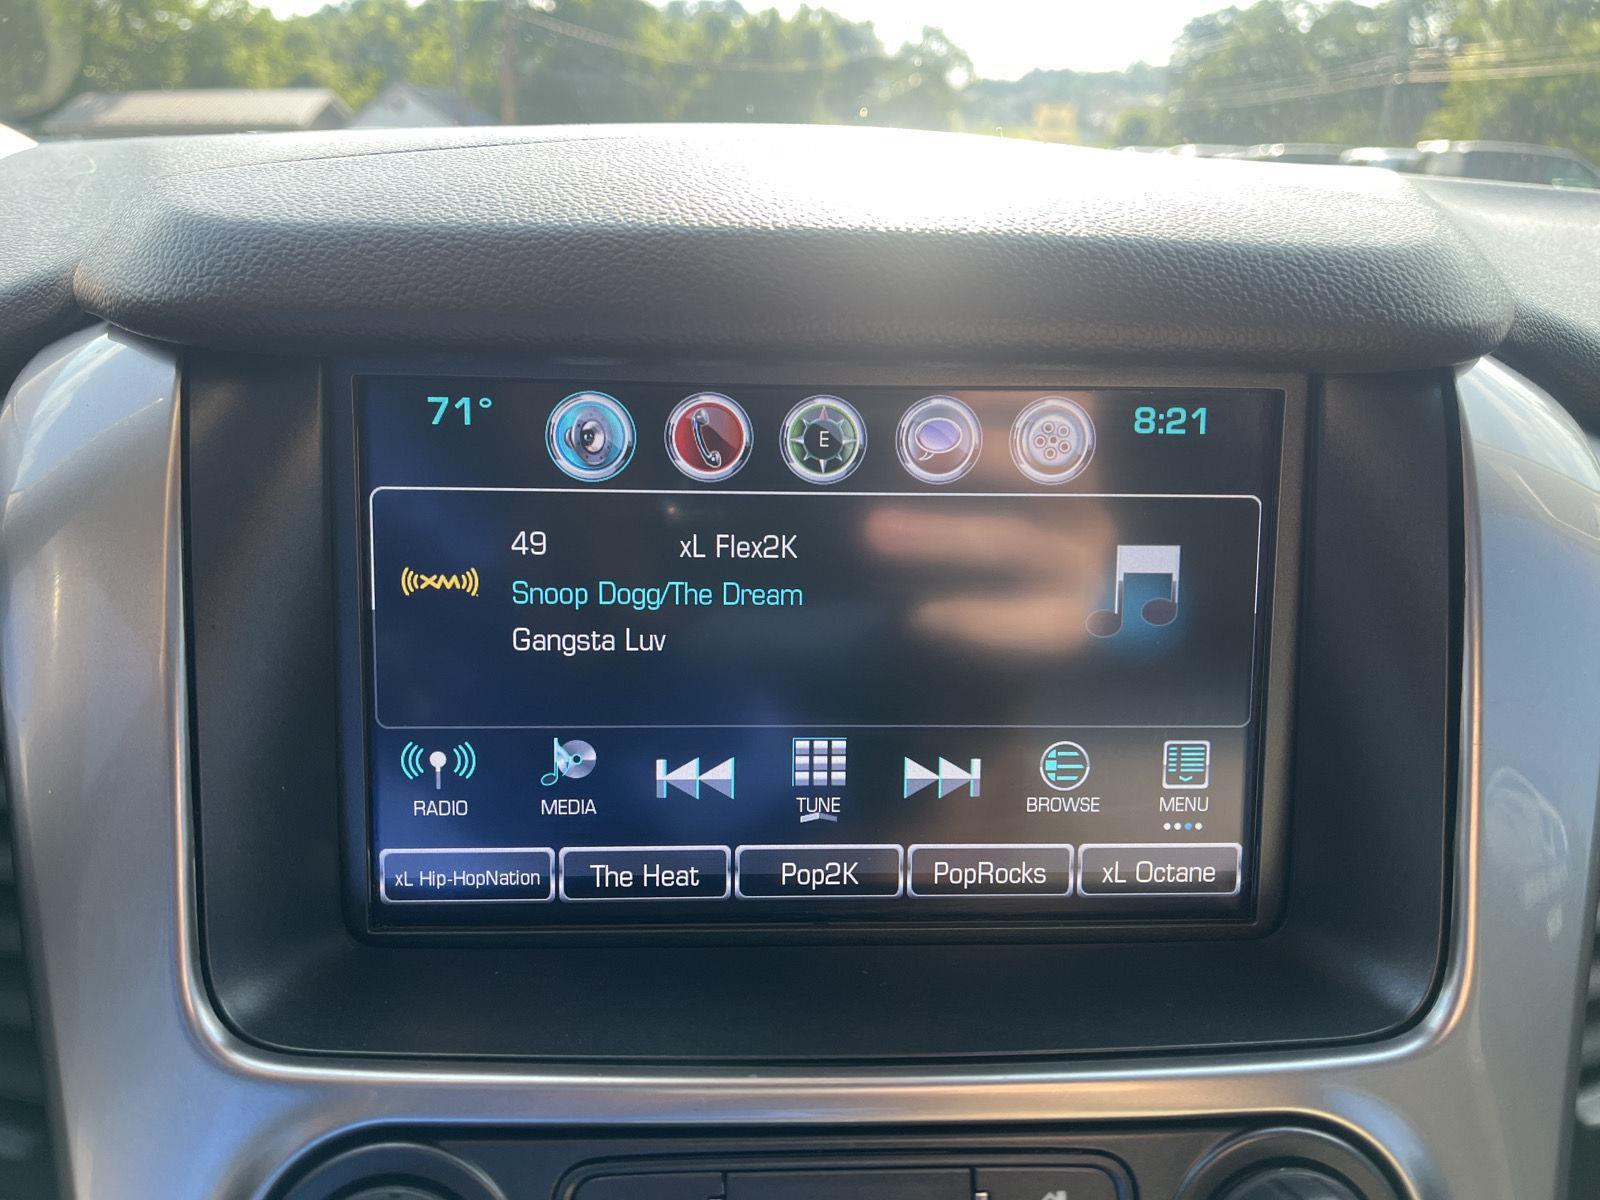 71° E 8:21
49 xL Flex2K
((XM))
Snoop Dogg/The Dream
Gangsta Luv
RADIO MEDIA TUNE BROWSE MENU
xL Hip-HopNation The Heat Pop2K PopRocks xL Octane